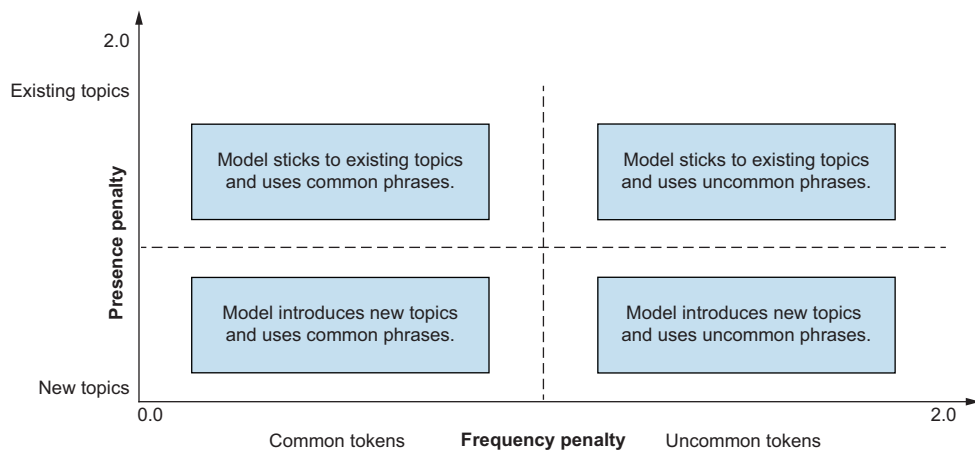 2.0
Existing topics
Model sticks to existing topics
and uses common phrases.
Model sticks to existing topics
and uses uncommon phrases.
Presence penalty
Model introduces new topics
and uses common phrases.
Model introduces new topics
and uses uncommon phrases.
New topics
0.0
2.0
Common tokens
Frequency penalty
Uncommon tokens